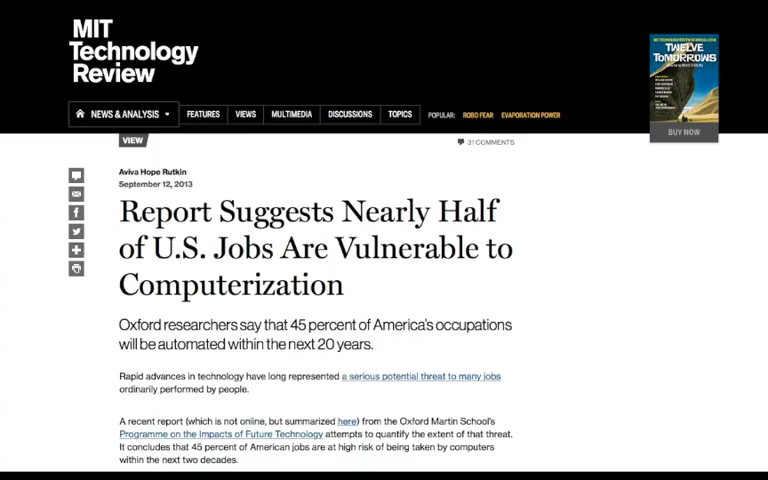 MIT
Technology
Review
TWELVE
TOMORROWS
NEWS & ANALYSIS
FEATURES
VIEWS
MULTIMEDIA
DISCUSSIONS
TOPICS
POPULAR:
ROBO FEAR
EVAPORATION POWER
BUY NOW
VIEW
31 COMMENTS
Aviva Hope Rutkin
September 12, 2013
Report Suggests Nearly Half
of U.S. Jobs Are Vulnerable to
Computerization
Oxford researchers say that 45 percent of America's occupations
will be automated within the next 20 years.
Rapid advances in technology have long represented a serious potential threat to many jobs
ordinarily performed by people.
A recent report (which is not online, but summarized here) from the Oxford Martin School's
Programme on the Impacts of Future Technology attempts to quantify the extent of that threat.
It concludes that 45 percent of American jobs are at high risk of being taken by computers
within the next two decades.